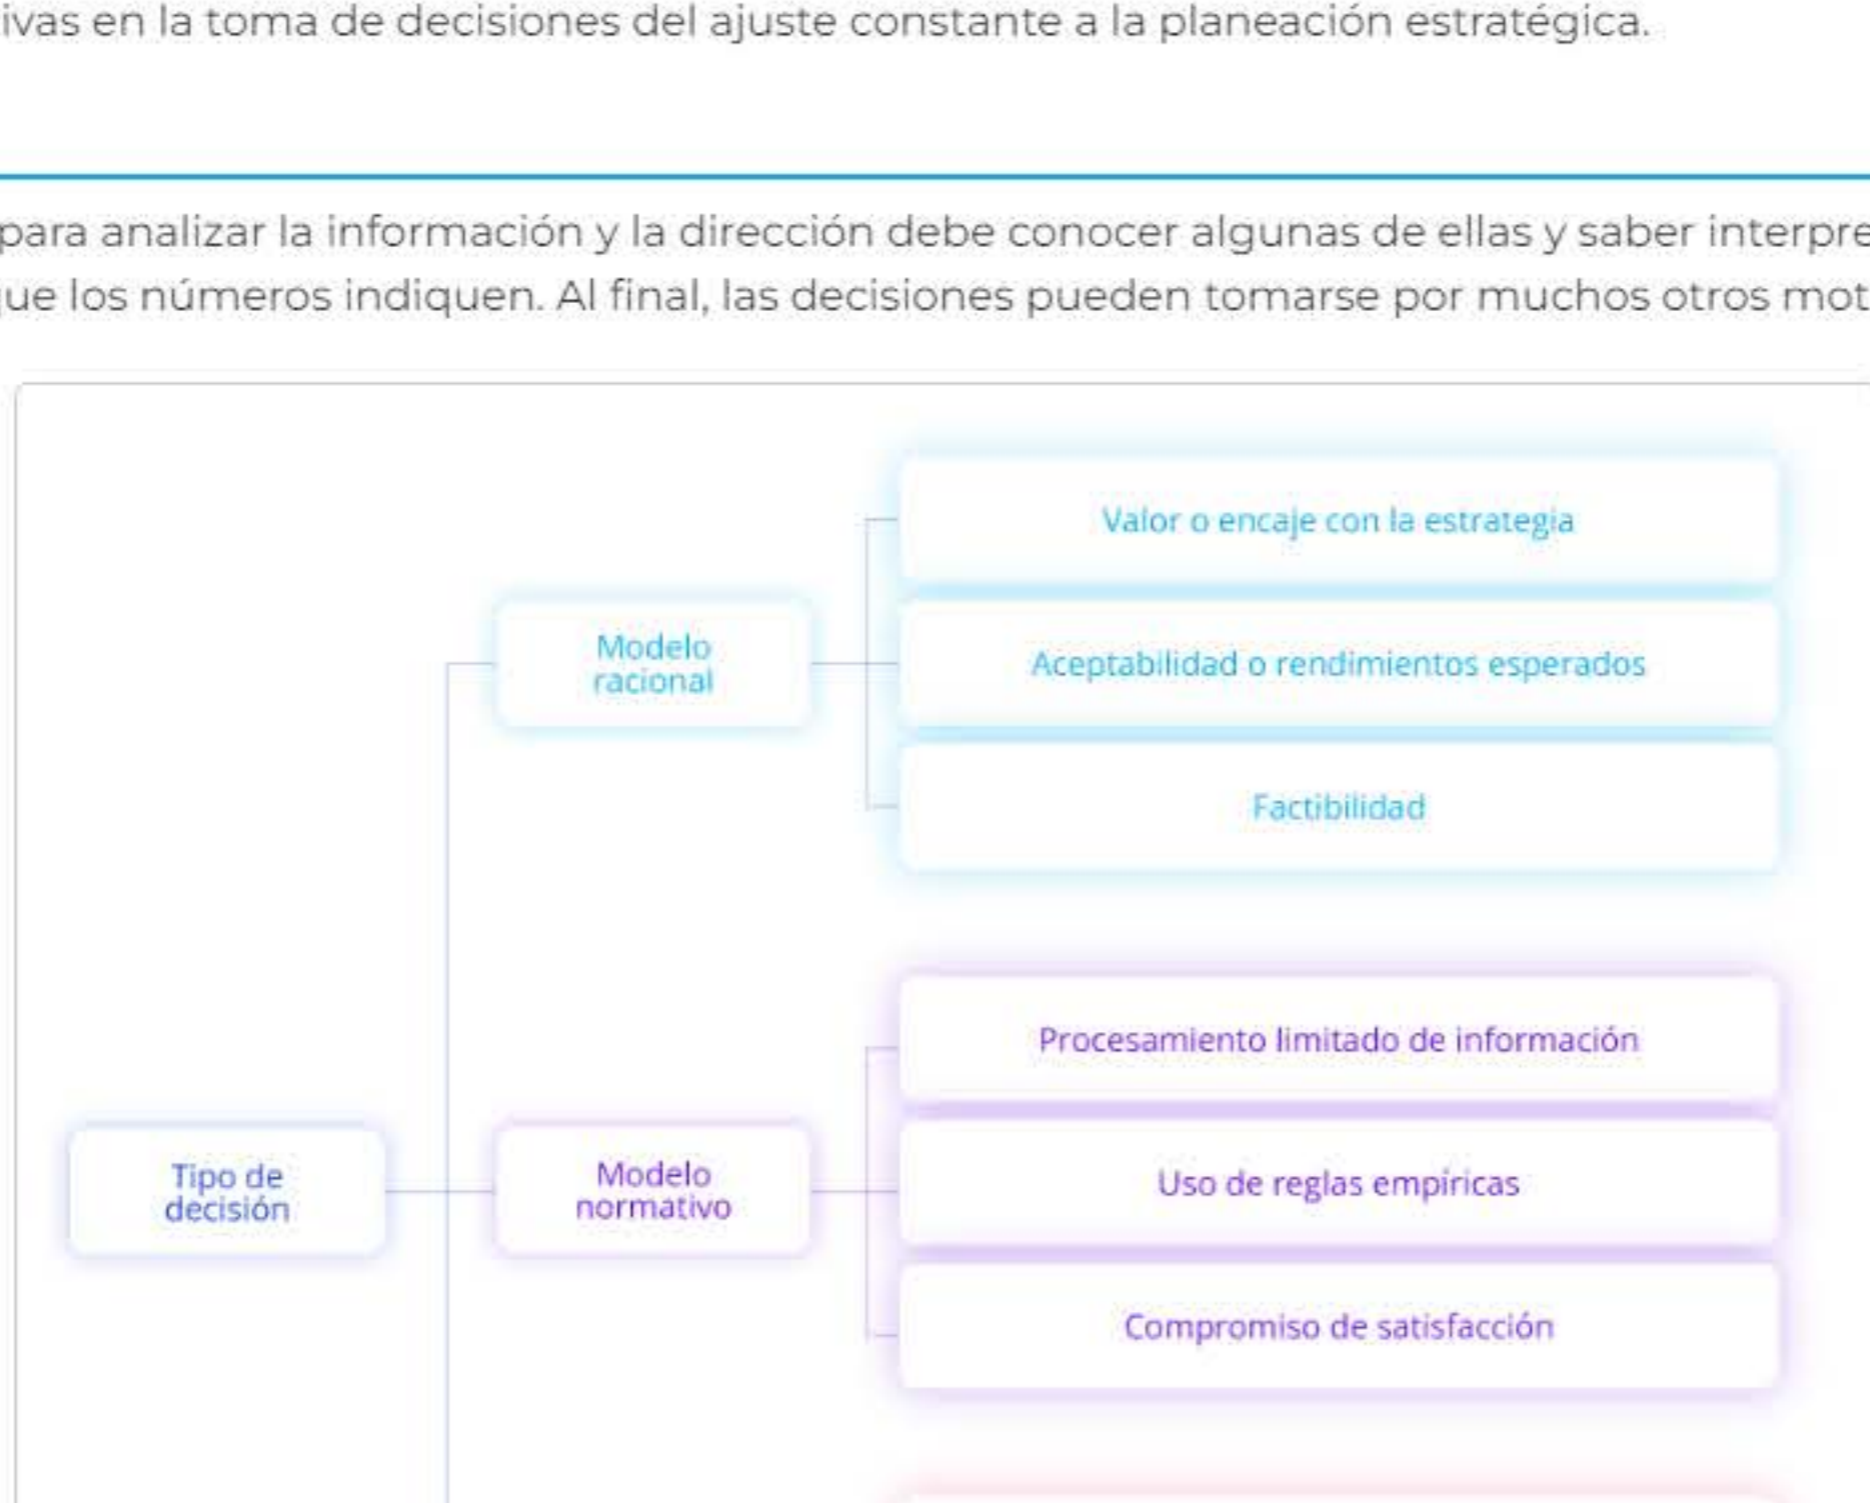 ivas en la toma de decisiones del ajuste constante a la planeación estratégica.
para analizar la información y la dirección debe conocer algunas de ellas y saber interpre
que los números indiquen. Al final, las decisiones pueden tomarse por muchos otros mot
Valor o encaje con la estrategia
Modelo
racional
Aceptabilidad o rendimientos esperados
Factibilidad
Procesamiento limitado de información
Tipo de
decisión
Modelo
normativo
Uso de reglas empíricas
Compromiso de satisfacción